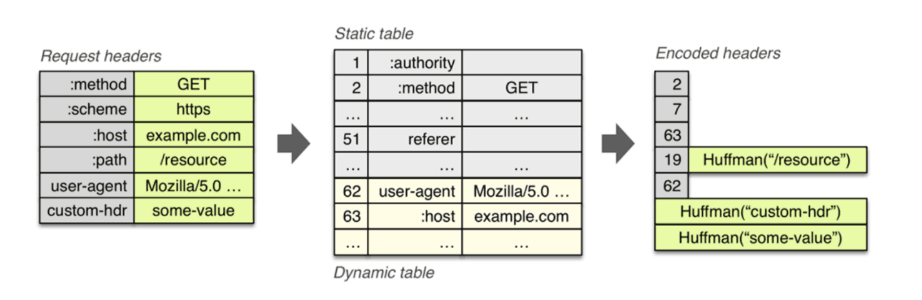 Request headers
:method GET
:scheme https
:host example.com
:path /resource
user-agent Mozilla/5.0 ...
custom-hdr some-value
Static table
1 :authority
2 :method GET
... ... ...
51 referer
... ... ...
62 user-agent Mozilla/5.0 ...
63 :host example.com
... ... ...
Dynamic table
Encoded headers
2
7
63
19 Huffman(“/resource”)
62
Huffman(“custom-hdr”)
Huffman(“some-value”)